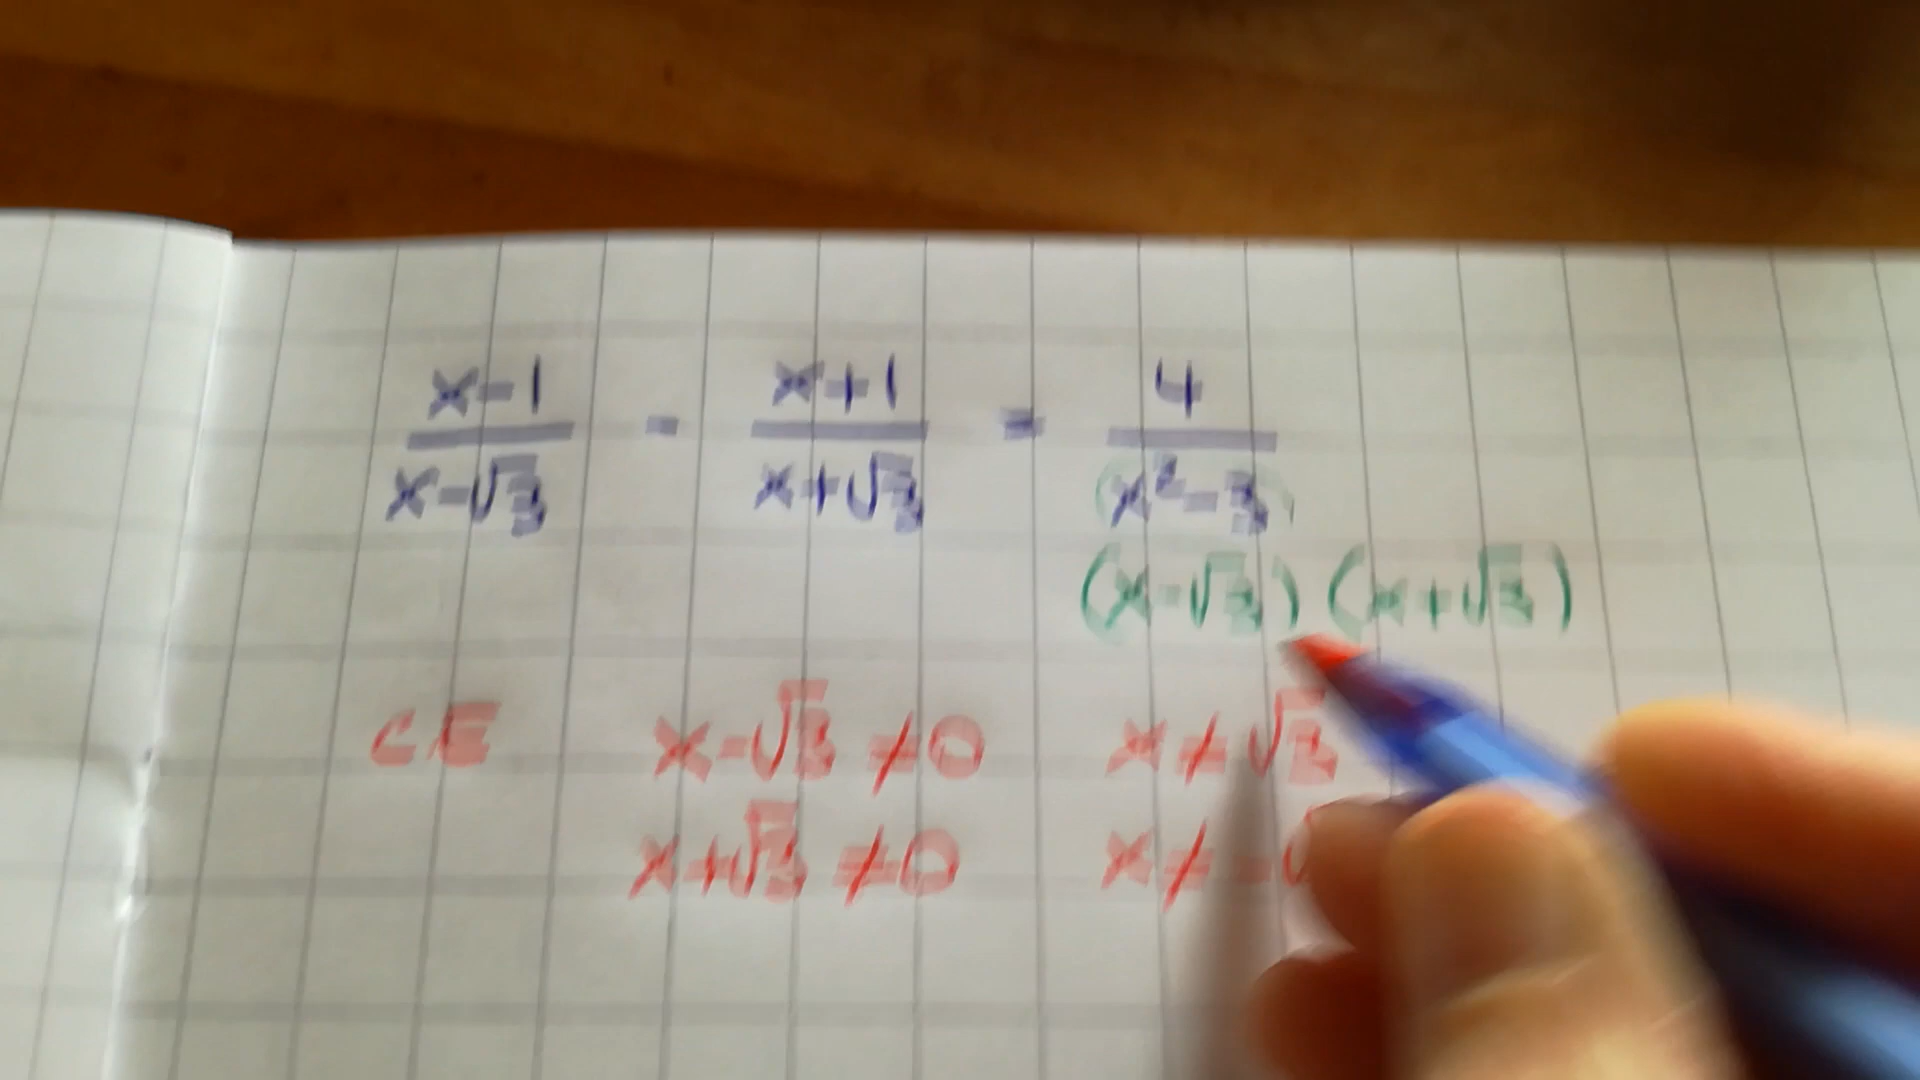 x-1/x-√3 - x+1/x+√3 = 4/(x²-3)
(x-√3) (x+√3)
CE x-√3 ≠0 x≠√3
x+√3 ≠0 x≠-√